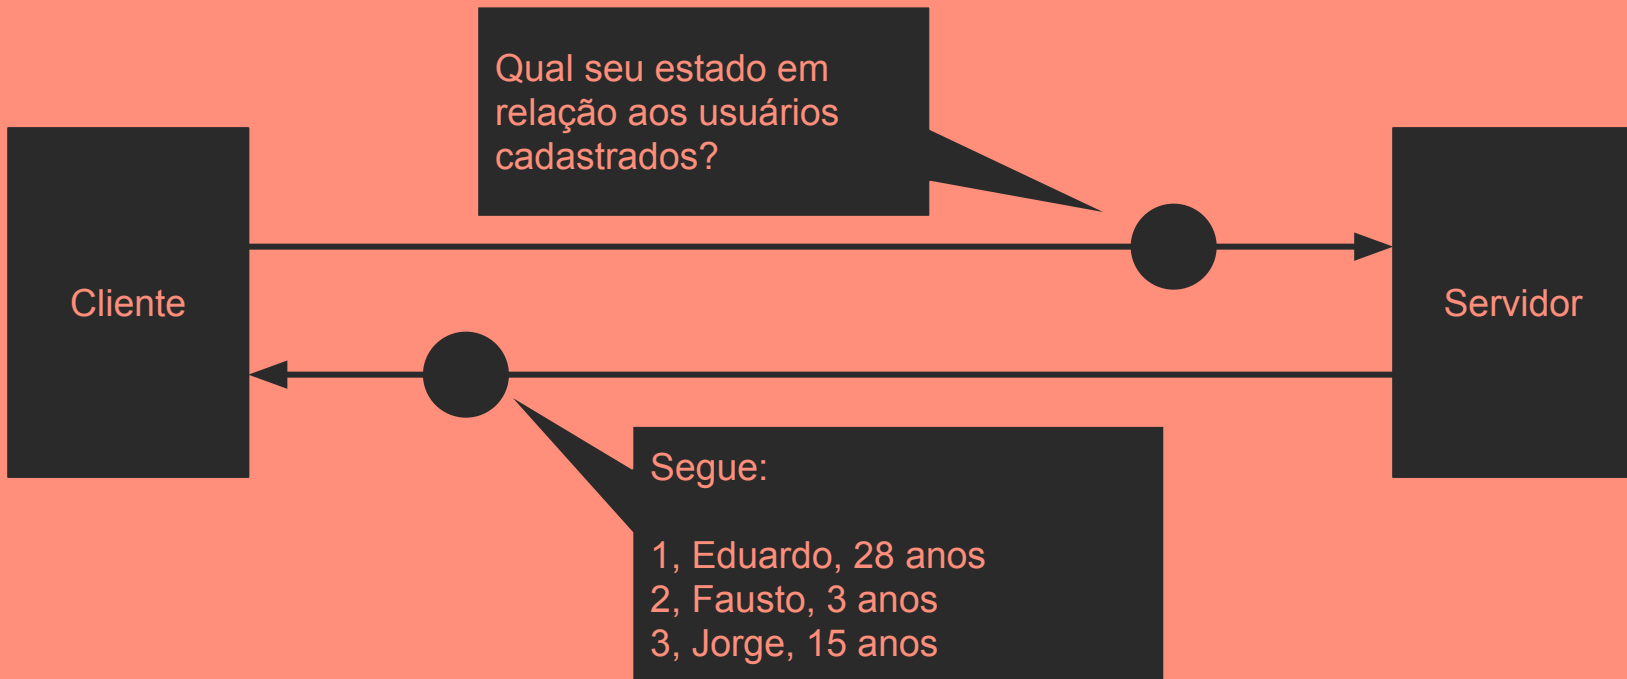 Qual seu estado em
relação aos usuários
cadastrados?
Cliente
Servidor
Segue:
1, Eduardo, 28 anos
2, Fausto, 3 anos
3, Jorge, 15 anos